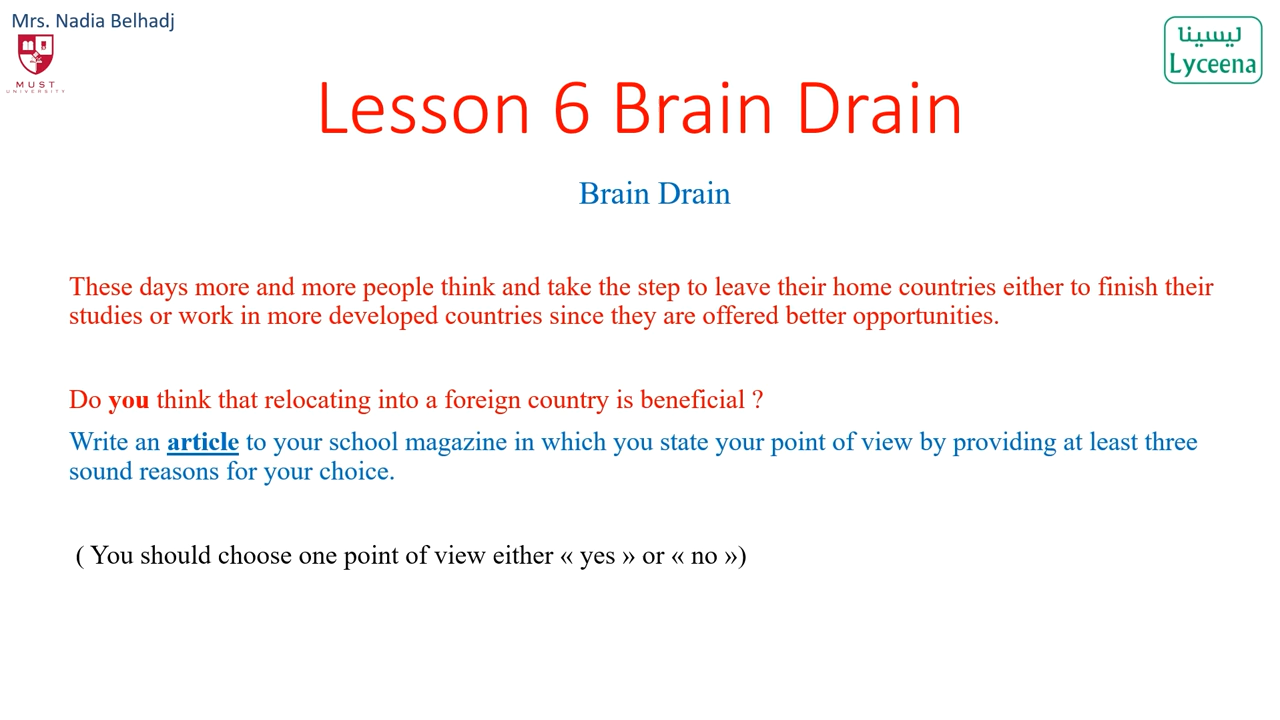 Mrs. Nadia Belhadj
MUST
UNIVERSITY
ليسينا
Lyceena
Lesson 6 Brain Drain
Brain Drain
These days more and more people think and take the step to leave their home countries either to finish their
studies or work in more developed countries since they are offered better opportunities.
Do you think that relocating into a foreign country is beneficial ?
Write an article to your school magazine in which you state your point of view by providing at least three
sound reasons for your choice.
( You should choose one point of view either « yes » or « no »)